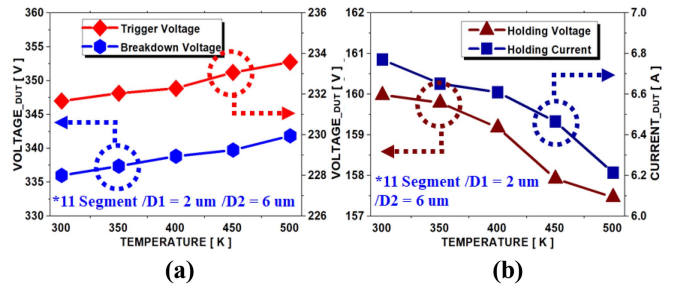 360
355
350
345
340
335
330
VOLTAGE_DUT [ V ]
Trigger Voltage
Breakdown Voltage
236
234
232
230
228
226
*11 Segment /D1 = 2 um /D2 = 6 um
300 350 400 450 500
TEMPERATURE [ K ]
(a)
162
161
160
159
158
157
VOLTAGE_DUT [ V ]
Holding Voltage
Holding Current
7.0
6.8
6.6
6.4
6.2
6.0
CURRENT_DUT [ A ]
*11 Segment /D1 = 2 um
/D2 = 6 um
300 350 400 450 500
TEMPERATURE [ K ]
(b)